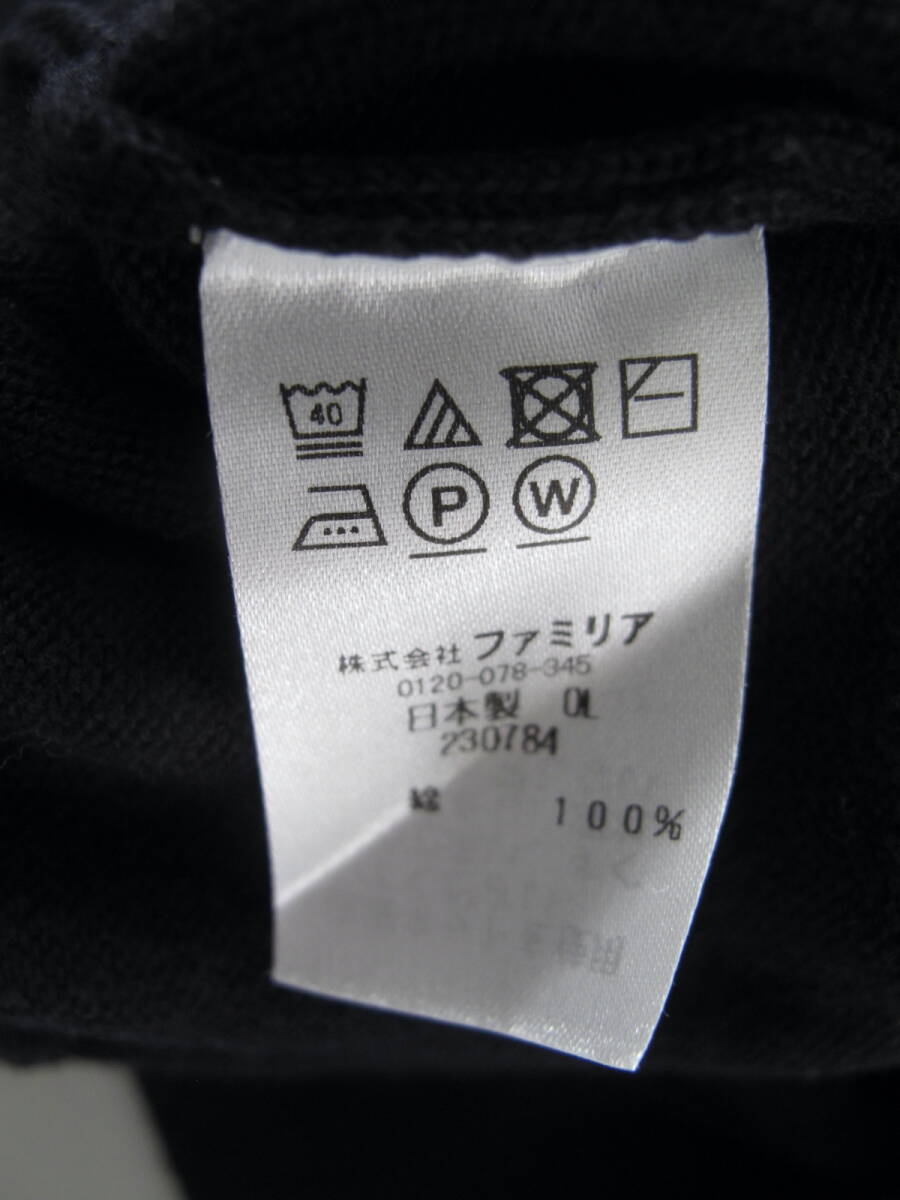 40
P W
株式会社 ファミリア
0120-078-345
日本製 OL
230784
綿 100%